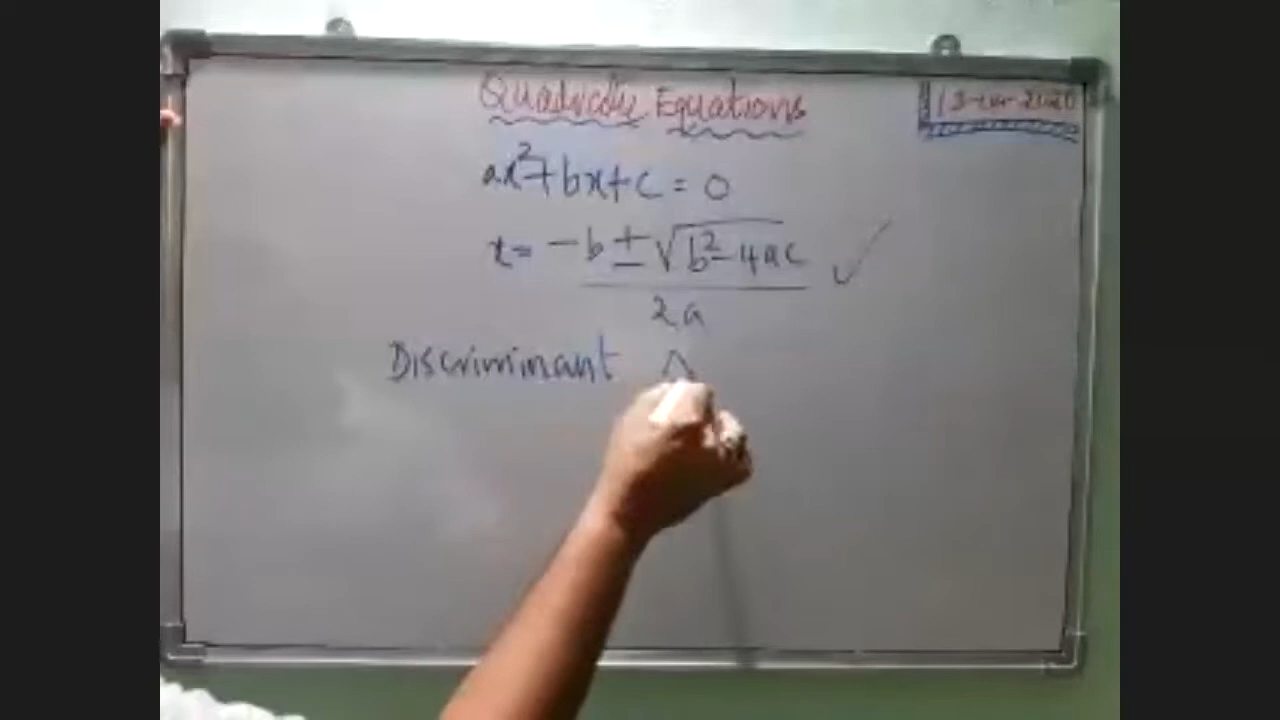 Quadratic Equations
ax²+bx+c = 0
x = -b ± √b²-4ac ✓
2a
Discriminant Δ